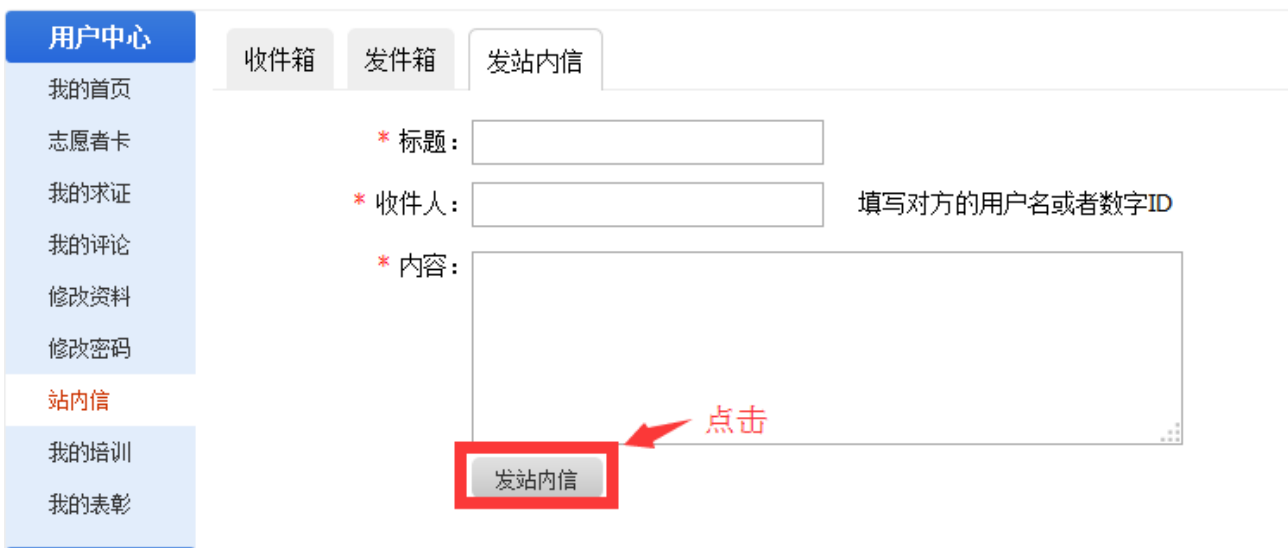 用户中心
我的首页
志愿者卡
我的求证
我的评论
修改资料
修改密码
站内信
我的培训
我的表彰
收件箱 发件箱 发站内信
* 标题：
* 收件人： 填写对方的用户名或者数字ID
* 内容：
点击
发站内信